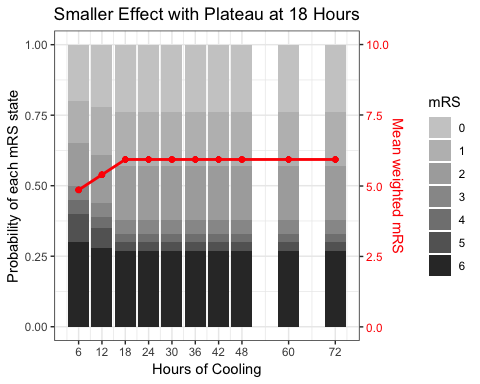 Smaller Effect with Plateau at 18 Hours
Probability of each mRS state
1.00
0.75
0.50
0.25
0.00
10.0
7.5
5.0
2.5
0.0
Mean weighted mRS
6 12 18 24 30 36 42 48 60 72
Hours of Cooling
mRS
0
1
2
3
4
5
6